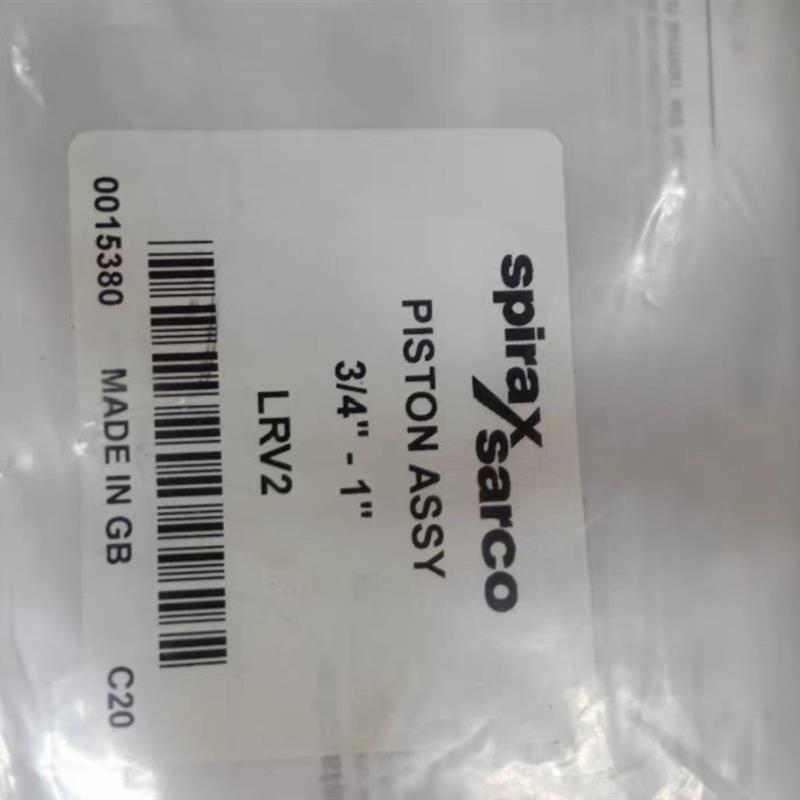 spirax
sarco
PISTON ASSY
3/4" - 1"
LRV2
0015380 MADE IN GB C20